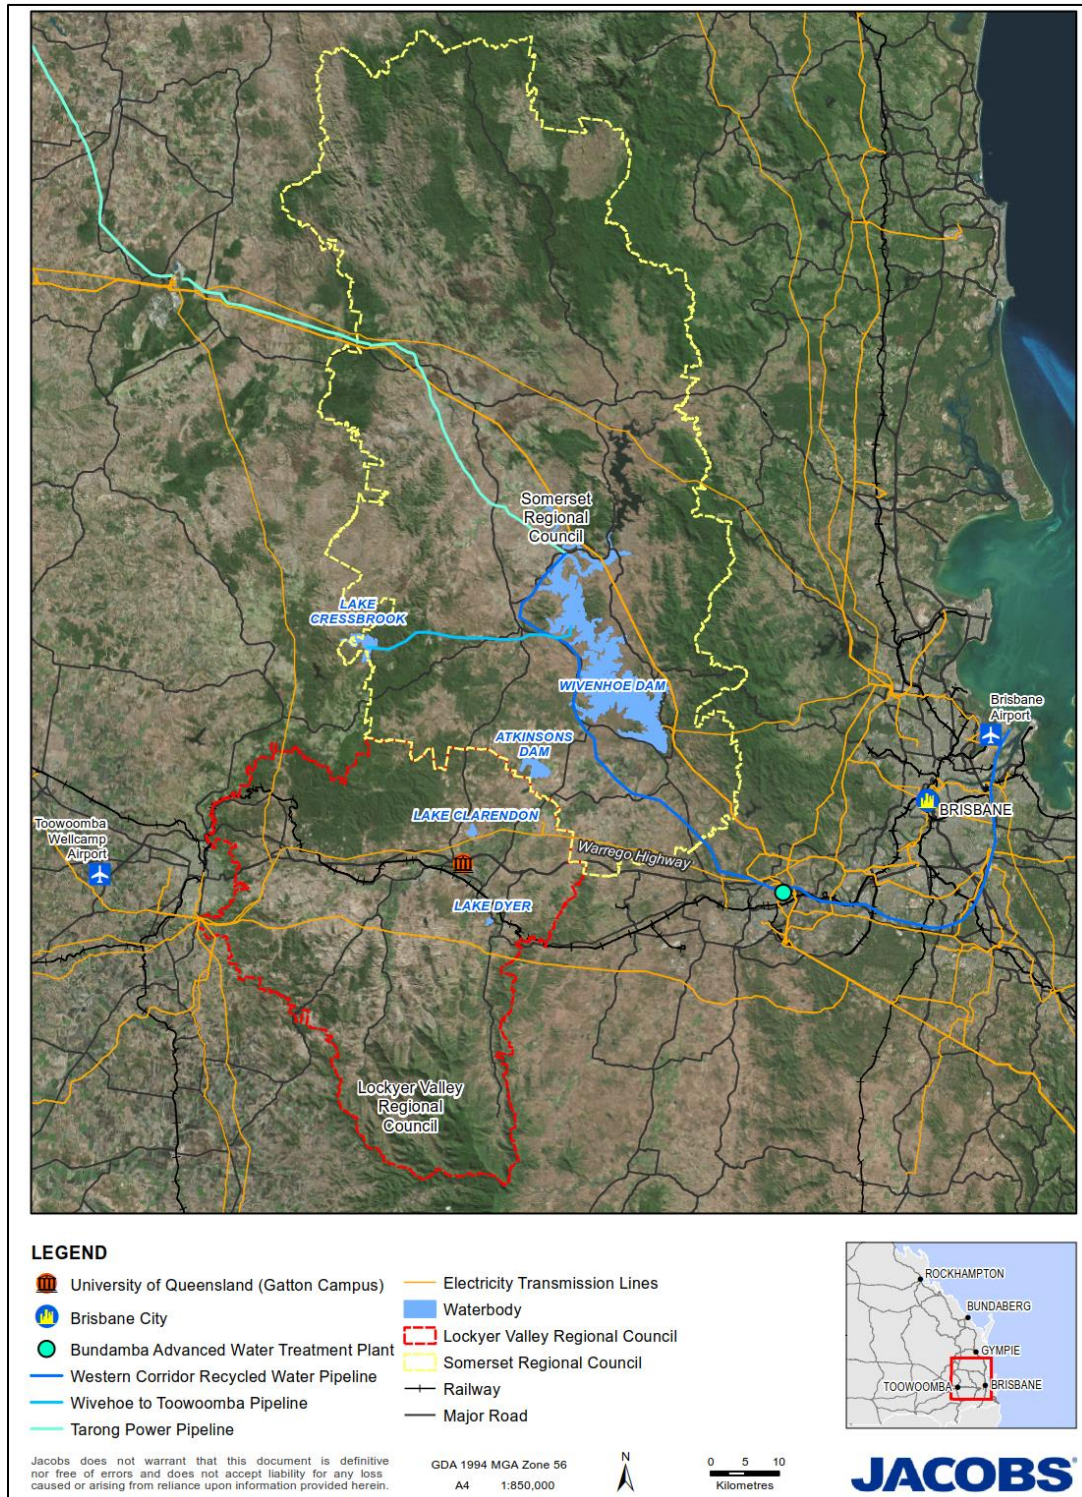 Somerset
Regional
Council
LAKE
CRESSBROOK
WIVENHOE DAM
ATKINSONS
DAM
Brisbane
Airport
BRISBANE
LAKE CLARENDON
Toowoomba
Wellcamp
Airport
Warrego Highway
LAKE DYER
Lockyer Valley
Regional
Council
LEGEND
University of Queensland (Gatton Campus)
Brisbane City
Bundamba Advanced Water Treatment Plant
Western Corridor Recycled Water Pipeline
Wivehoe to Toowoomba Pipeline
Tarong Power Pipeline
Electricity Transmission Lines
Waterbody
Lockyer Valley Regional Council
Somerset Regional Council
Railway
Major Road
ROCKHAMPTON
BUNDABERG
GYMPIE
TOOWOOMBA
BRISBANE
Jacobs does not warrant that this document is definitive
nor free of errors and does not accept liability for any loss
caused or arising from reliance upon information provided herein.
GDA 1994 MGA Zone 56
A4 1:850,000
N
0 5 10
Kilometres
JACOBS